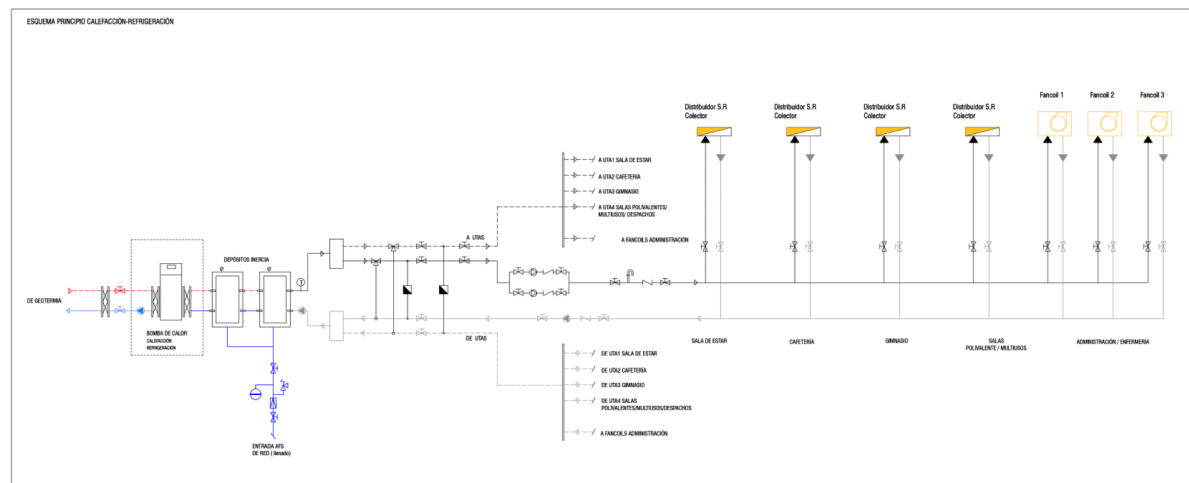 ESQUEMA PRINCIPIO CALEFACCIÓN-REFRIGERACIÓN
Fancoil 1
Fancoil 2
Fancoil 3
Distribuidor S.R
Colector
Distribuidor S.R
Colector
Distribuidor S.R
Colector
Distribuidor S.R
Colector
A UTA1 SALA DE ESTAR
A UTA2 CAFETERÍA
A UTA3 GIMNASIO
A UTA4 SALAS POLIVALENTES/
MULTIUSOS/ DESPACHOS
A FANCOILS ADMINISTRACIÓN
A UTAS
DEPÓSITOS INERCIA
T
DE GEOTERMIA
BOMBA DE CALOR
CALEFACCIÓN
REFRIGERACIÓN
DE UTAS
SALA DE ESTAR
CAFETERÍA
GIMNASIO
SALAS
POLIVALENTE / MULTIUSOS
ADMINISTRACIÓN / ENFERMERÍA
DE UTA1 SALA DE ESTAR
DE UTA2 CAFETERÍA
DE UTA3 GIMNASIO
DE UTA4 SALAS
POLIVALENTES/MULTIUSOS/DESPACHOS
A FANCOILS ADMINISTRACIÓN
ENTRADA AFS
DE RED ( llenado)